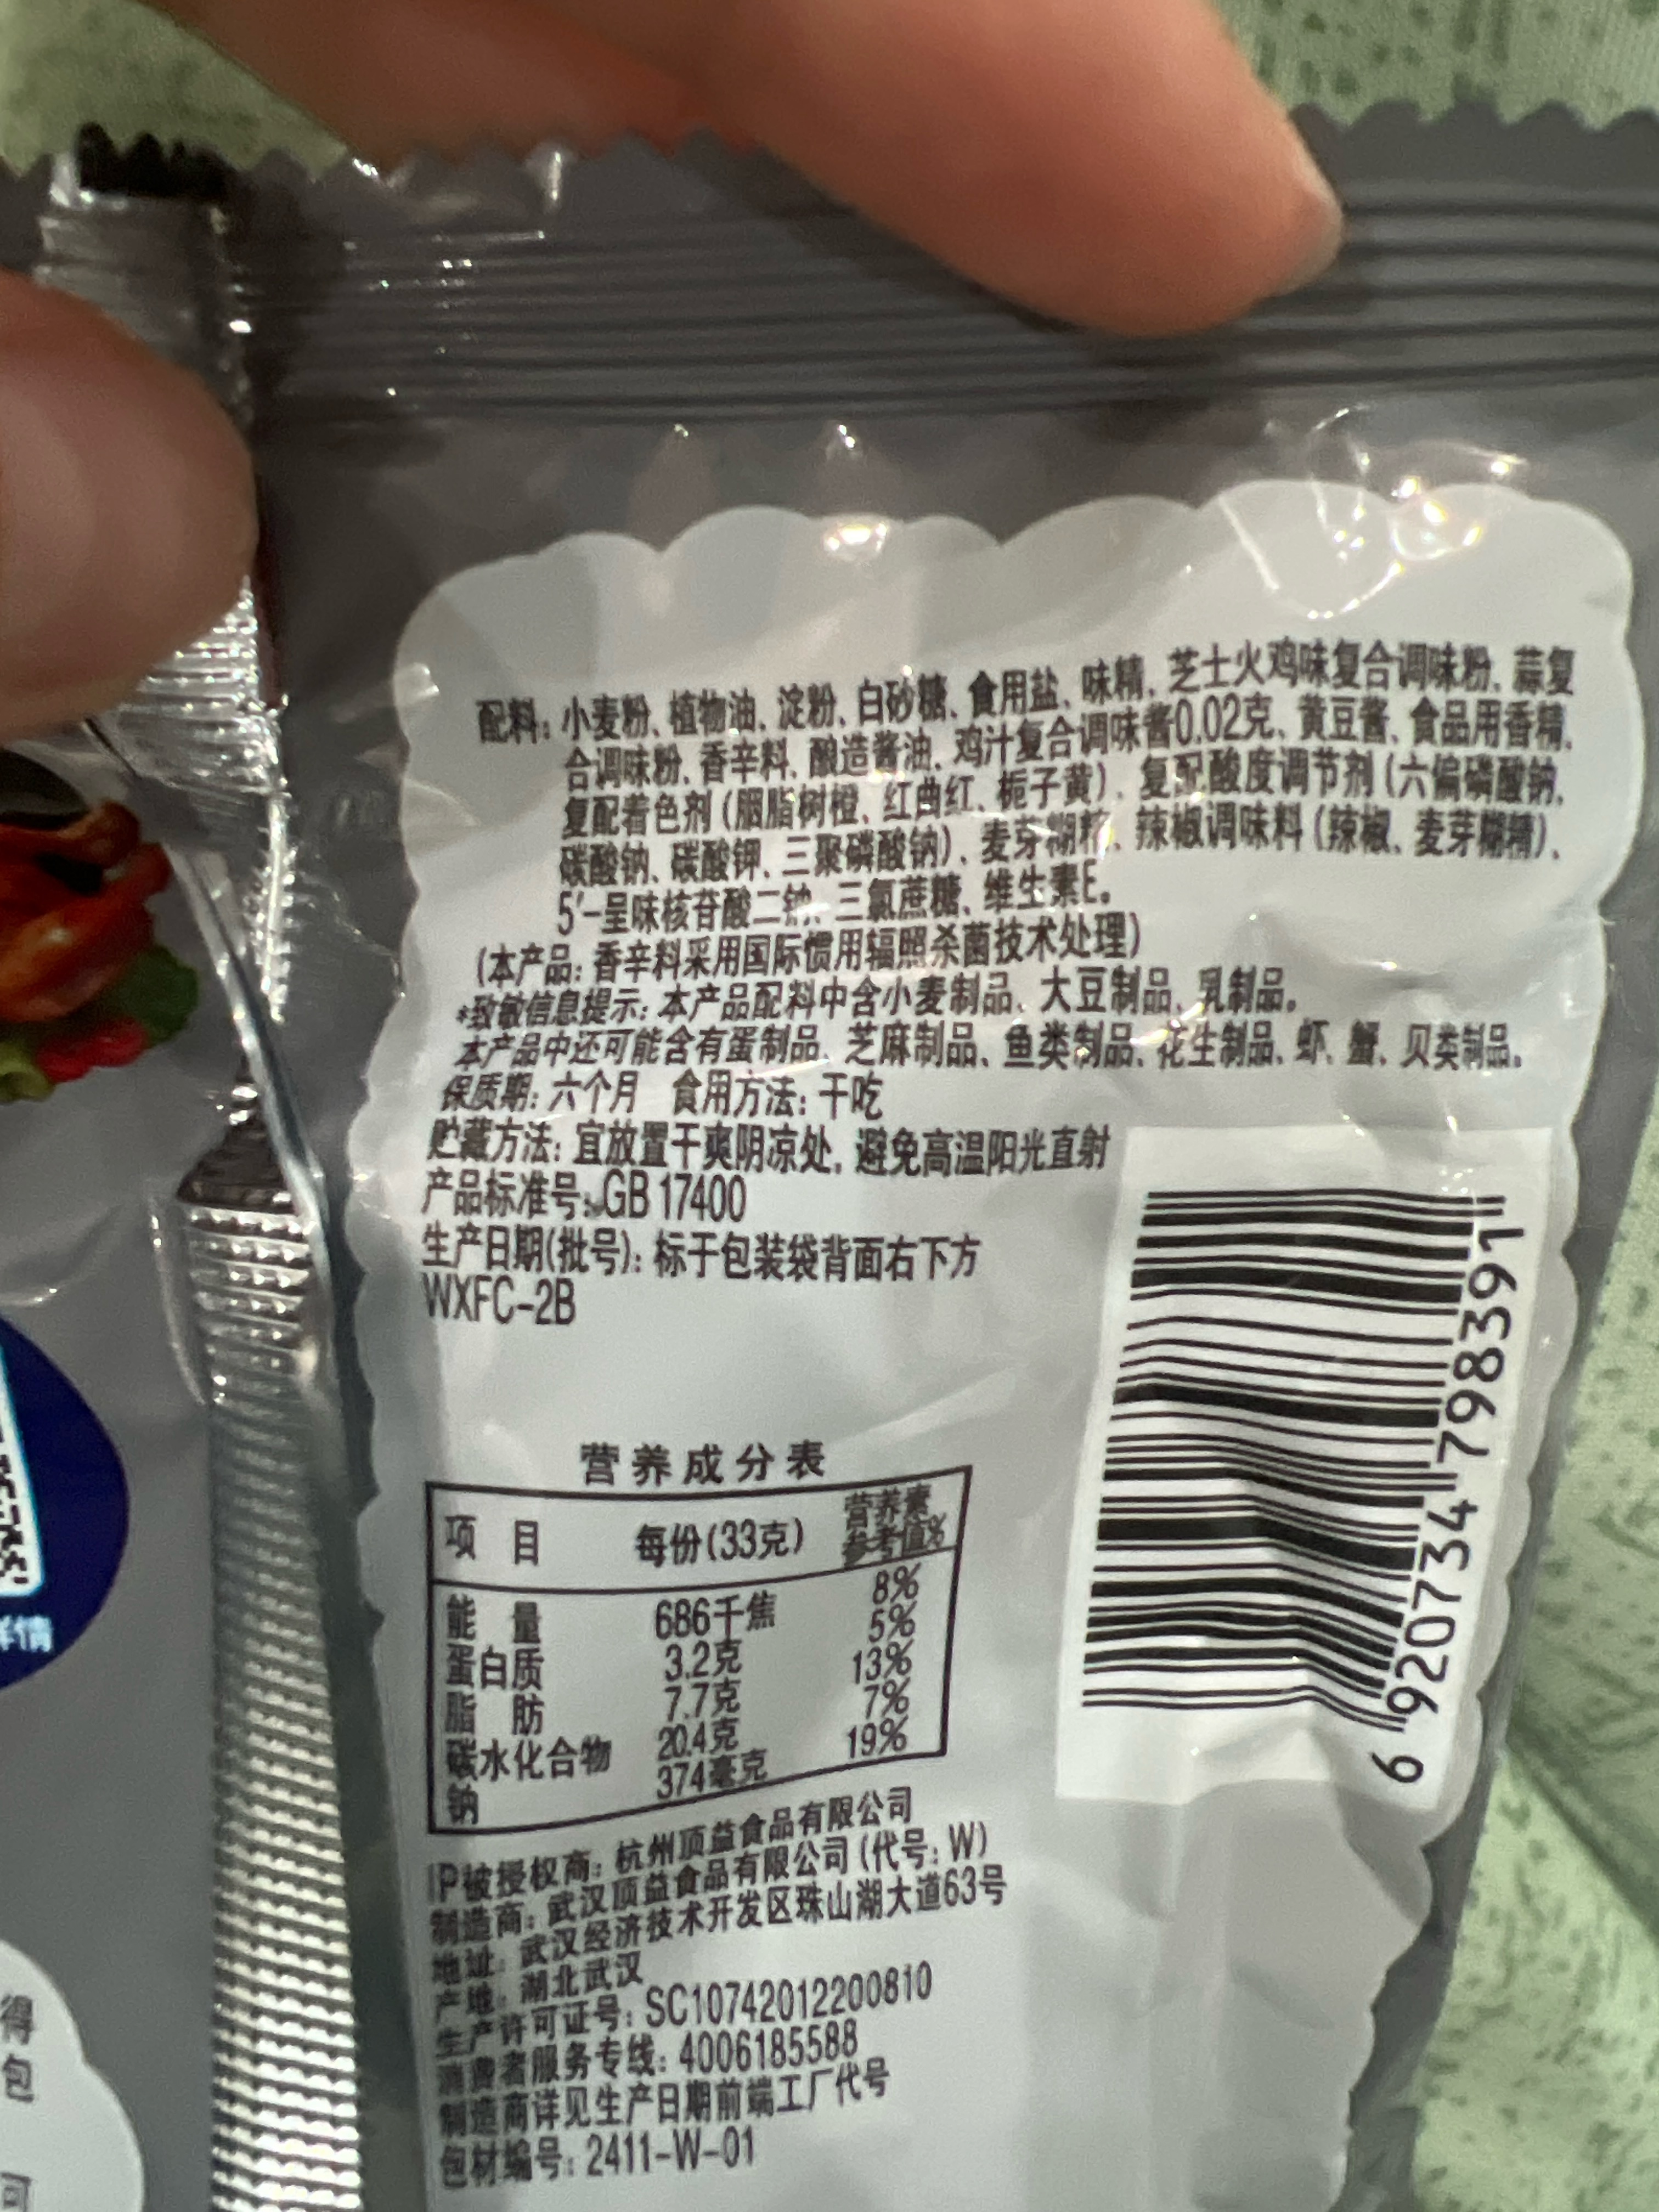 配料：小麦粉、植物油、淀粉、白砂糖、食用盐、味精、芝士火鸡味复合调味粉、蒜复
合调味粉、香辛料、酿造酱油、鸡汁复合调味酱0.02克、黄豆酱、食品用香精、
复配着色剂（胭脂树橙、红曲红、栀子黄）、复配酸度调节剂（六偏磷酸钠、
碳酸钠、碳酸钾、三聚磷酸钠）、麦芽糊精、辣椒调味料（辣椒、麦芽糊精）、
5'-呈味核苷酸二钠、三氯蔗糖、维生素E。
（本产品：香辛料采用国际惯用辐照杀菌技术处理）
*致敏信息提示：本产品配料中含小麦制品、大豆制品、乳制品。
本产品中还可能含有蛋制品、芝麻制品、鱼类制品、花生制品、虾、蟹、贝类制品。
保质期：六个月 食用方法：干吃
贮藏方法：宜放置干爽阴凉处，避免高温阳光直射
产品标准号：GB 17400
生产日期(批号)：标于包装袋背面右下方
WXFC-2B
营养成分表
项 目 每份(33克) 营养素参考值%
能 量 686千焦 8%
蛋白质 3.2克 5%
脂 肪 7.7克 13%
碳水化合物 20.4克 7%
钠 374毫克 19%
6 920734 798391
IP被授权商：杭州顶益食品有限公司
制造商：武汉顶益食品有限公司（代号：W）
地址：武汉经济技术开发区珠山湖大道63号
产地：湖北武汉
生产许可证号：SC10742012200810
消费者服务专线：4006185588
制造商详见生产日期前端工厂代号
包材编号：2411-W-01
详情
得
包
可